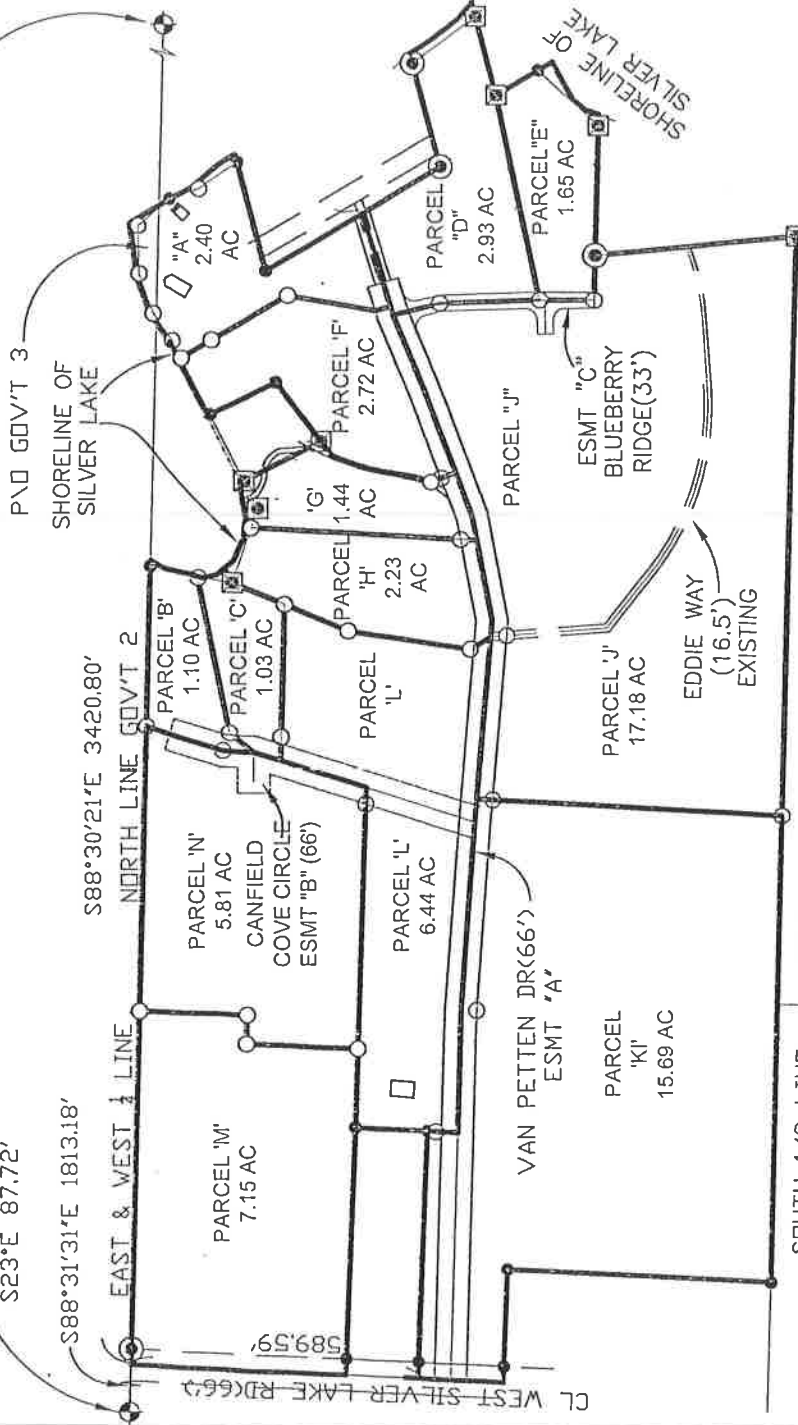 S23°E 87.72'
S88°31'31"E 1813.18'
EAST & WEST ½ LINE
S88°30'21"E 3420.80'
NORTH LINE GOV'T 2
P\O GOV'T 3
SHORELINE OF
SILVER LAKE
"A"
2.40
AC
PARCEL 'B'
1.10 AC
PARCEL 'C'
1.03 AC
PARCEL 'N'
5.81 AC
CANFIELD
COVE CIRCLE
ESMT "B" (66')
PARCEL 'M'
7.15 AC
589.59'
CL WEST SILVER LAKE RD(66')
PARCEL 'L'
6.44 AC
PARCEL
'L'
PARCEL
'H'
2.23
AC
'G'
1.44
AC
PARCEL 'F'
2.72 AC
PARCEL
"D"
2.93 AC
PARCEL"E"
1.65 AC
SHORELINE OF
SILVER LAKE
PARCEL "J"
ESMT "C"
BLUEBERRY
RIDGE(33')
VAN PETTEN DR(66')
ESMT "A"
PARCEL 'J'
17.18 AC
EDDIE WAY
(16.5')
EXISTING
PARCEL
'KI'
15.69 AC